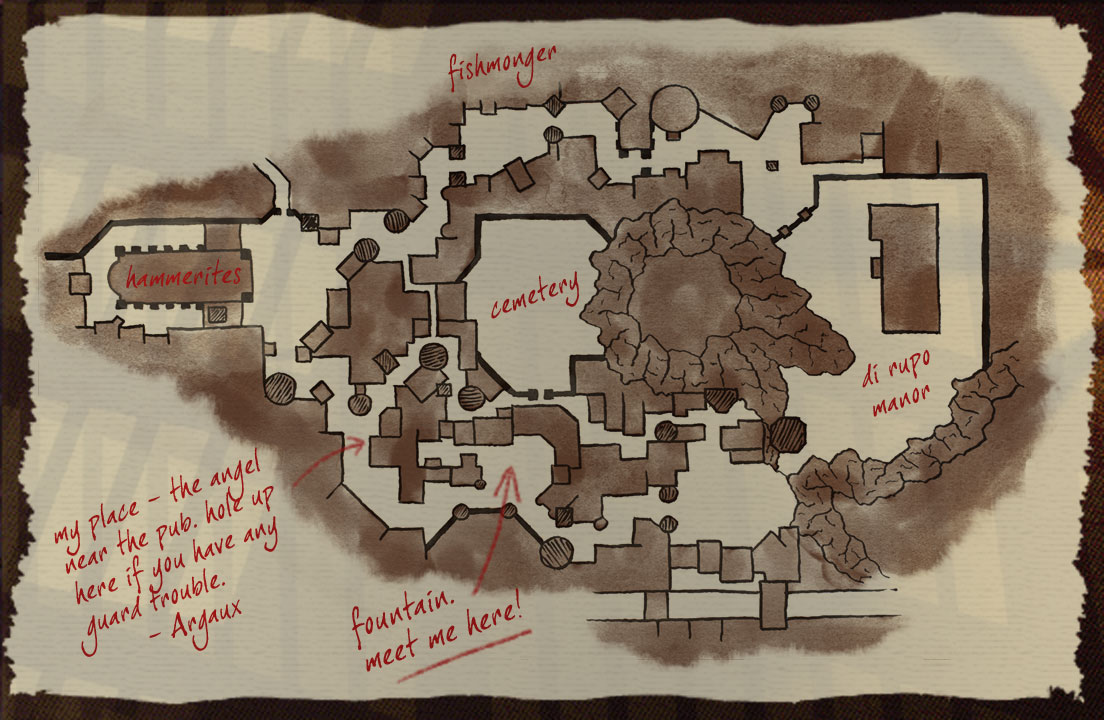 fishmonger
hammerites
cemetery
di rupo
manor
my place – the angel
near the pub. hole up
here if you have any
guard trouble.
– Argaux
fountain.
meet me here!